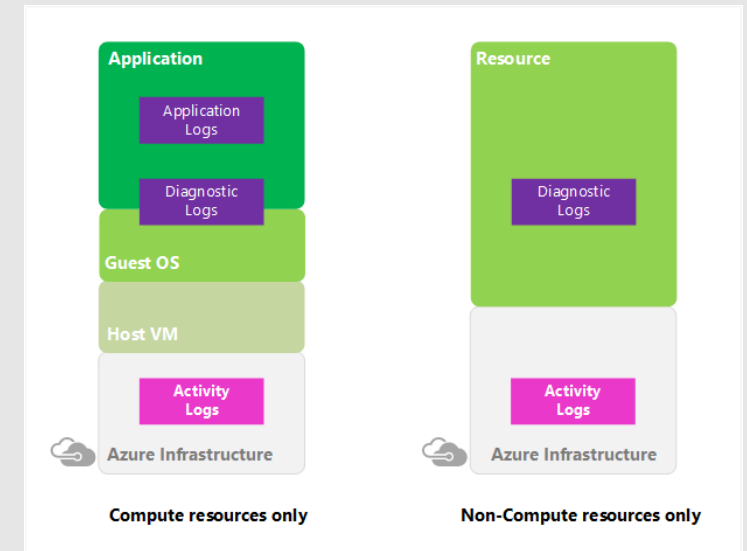 Application
Application
Logs
Diagnostic
Logs
Guest OS
Host VM
Activity
Logs
Azure Infrastructure
Compute resources only
Resource
Diagnostic
Logs
Activity
Logs
Azure Infrastructure
Non-Compute resources only